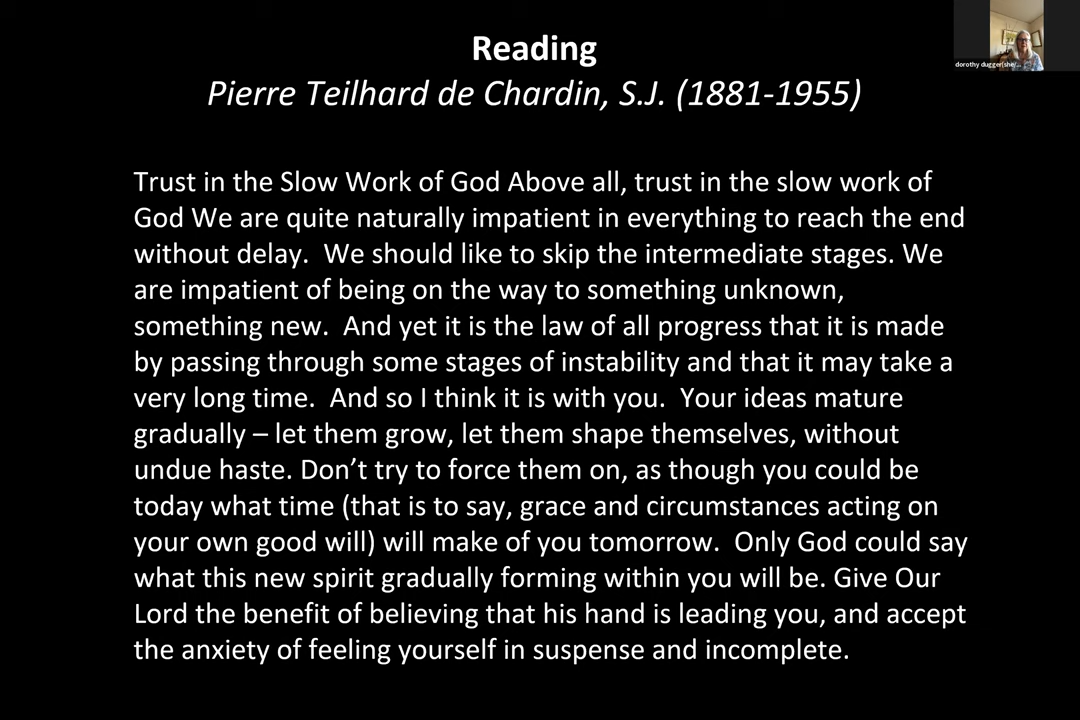 Reading
Pierre Teilhard de Chardin, S.J. (1881-1955)
dorothy dugger(she/...
Trust in the Slow Work of God Above all, trust in the slow work of
God We are quite naturally impatient in everything to reach the end
without delay.  We should like to skip the intermediate stages. We
are impatient of being on the way to something unknown,
something new.  And yet it is the law of all progress that it is made
by passing through some stages of instability and that it may take a
very long time.  And so I think it is with you.  Your ideas mature
gradually – let them grow, let them shape themselves, without
undue haste. Don’t try to force them on, as though you could be
today what time (that is to say, grace and circumstances acting on
your own good will) will make of you tomorrow.  Only God could say
what this new spirit gradually forming within you will be. Give Our
Lord the benefit of believing that his hand is leading you, and accept
the anxiety of feeling yourself in suspense and incomplete.